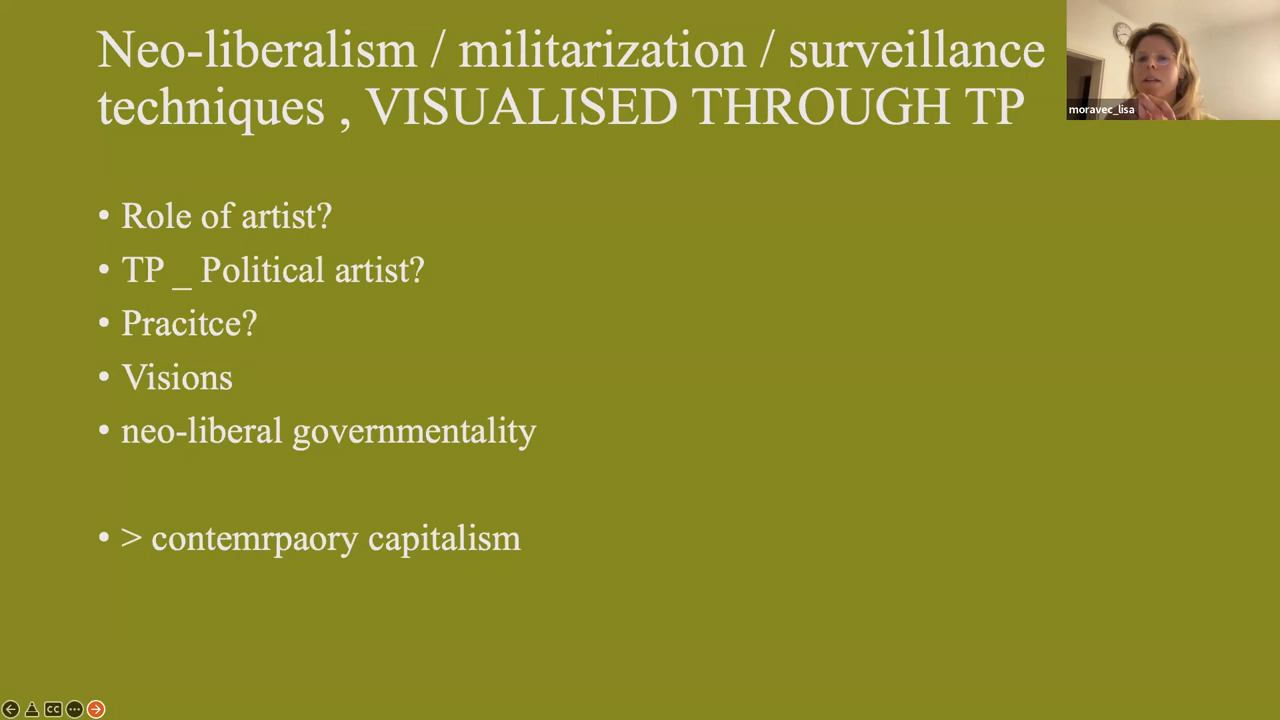 Neo-liberalism / militarization / surveillance
techniques , VISUALISED THROUGH TP
moravec_lisa
• Role of artist?
• TP _ Political artist?
• Pracitce?
• Visions
• neo-liberal governmentality
• > contemrpaory capitalism
CC